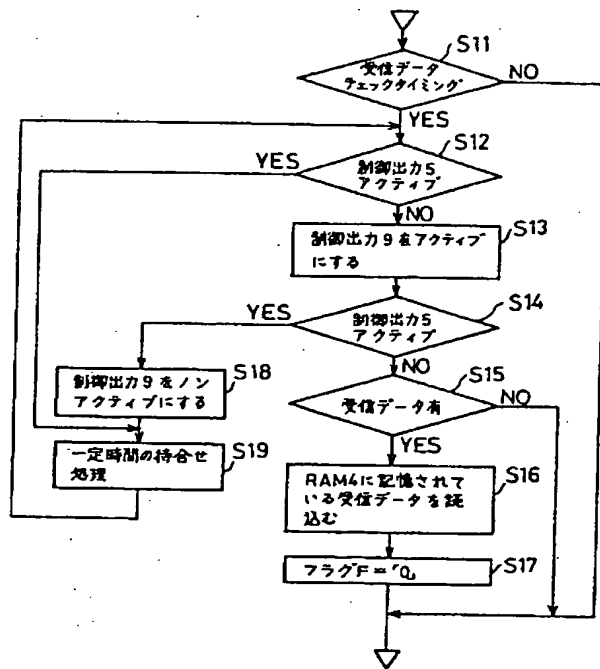 S11
受信データ
チェックタイミング
NO
YES
S12
YES
制御出力5
アクティブ
NO
S13
制御出力9をアクティブ
にする
S14
YES
制御出力5
アクティブ
NO
S18
制御出力9をノン
アクティブにする
S15
受信データ有
NO
YES
S19
一定時間の持合せ
処理
S16
RAM4に記憶されて
いる受信データを読
込む
S17
フラグF=「0」